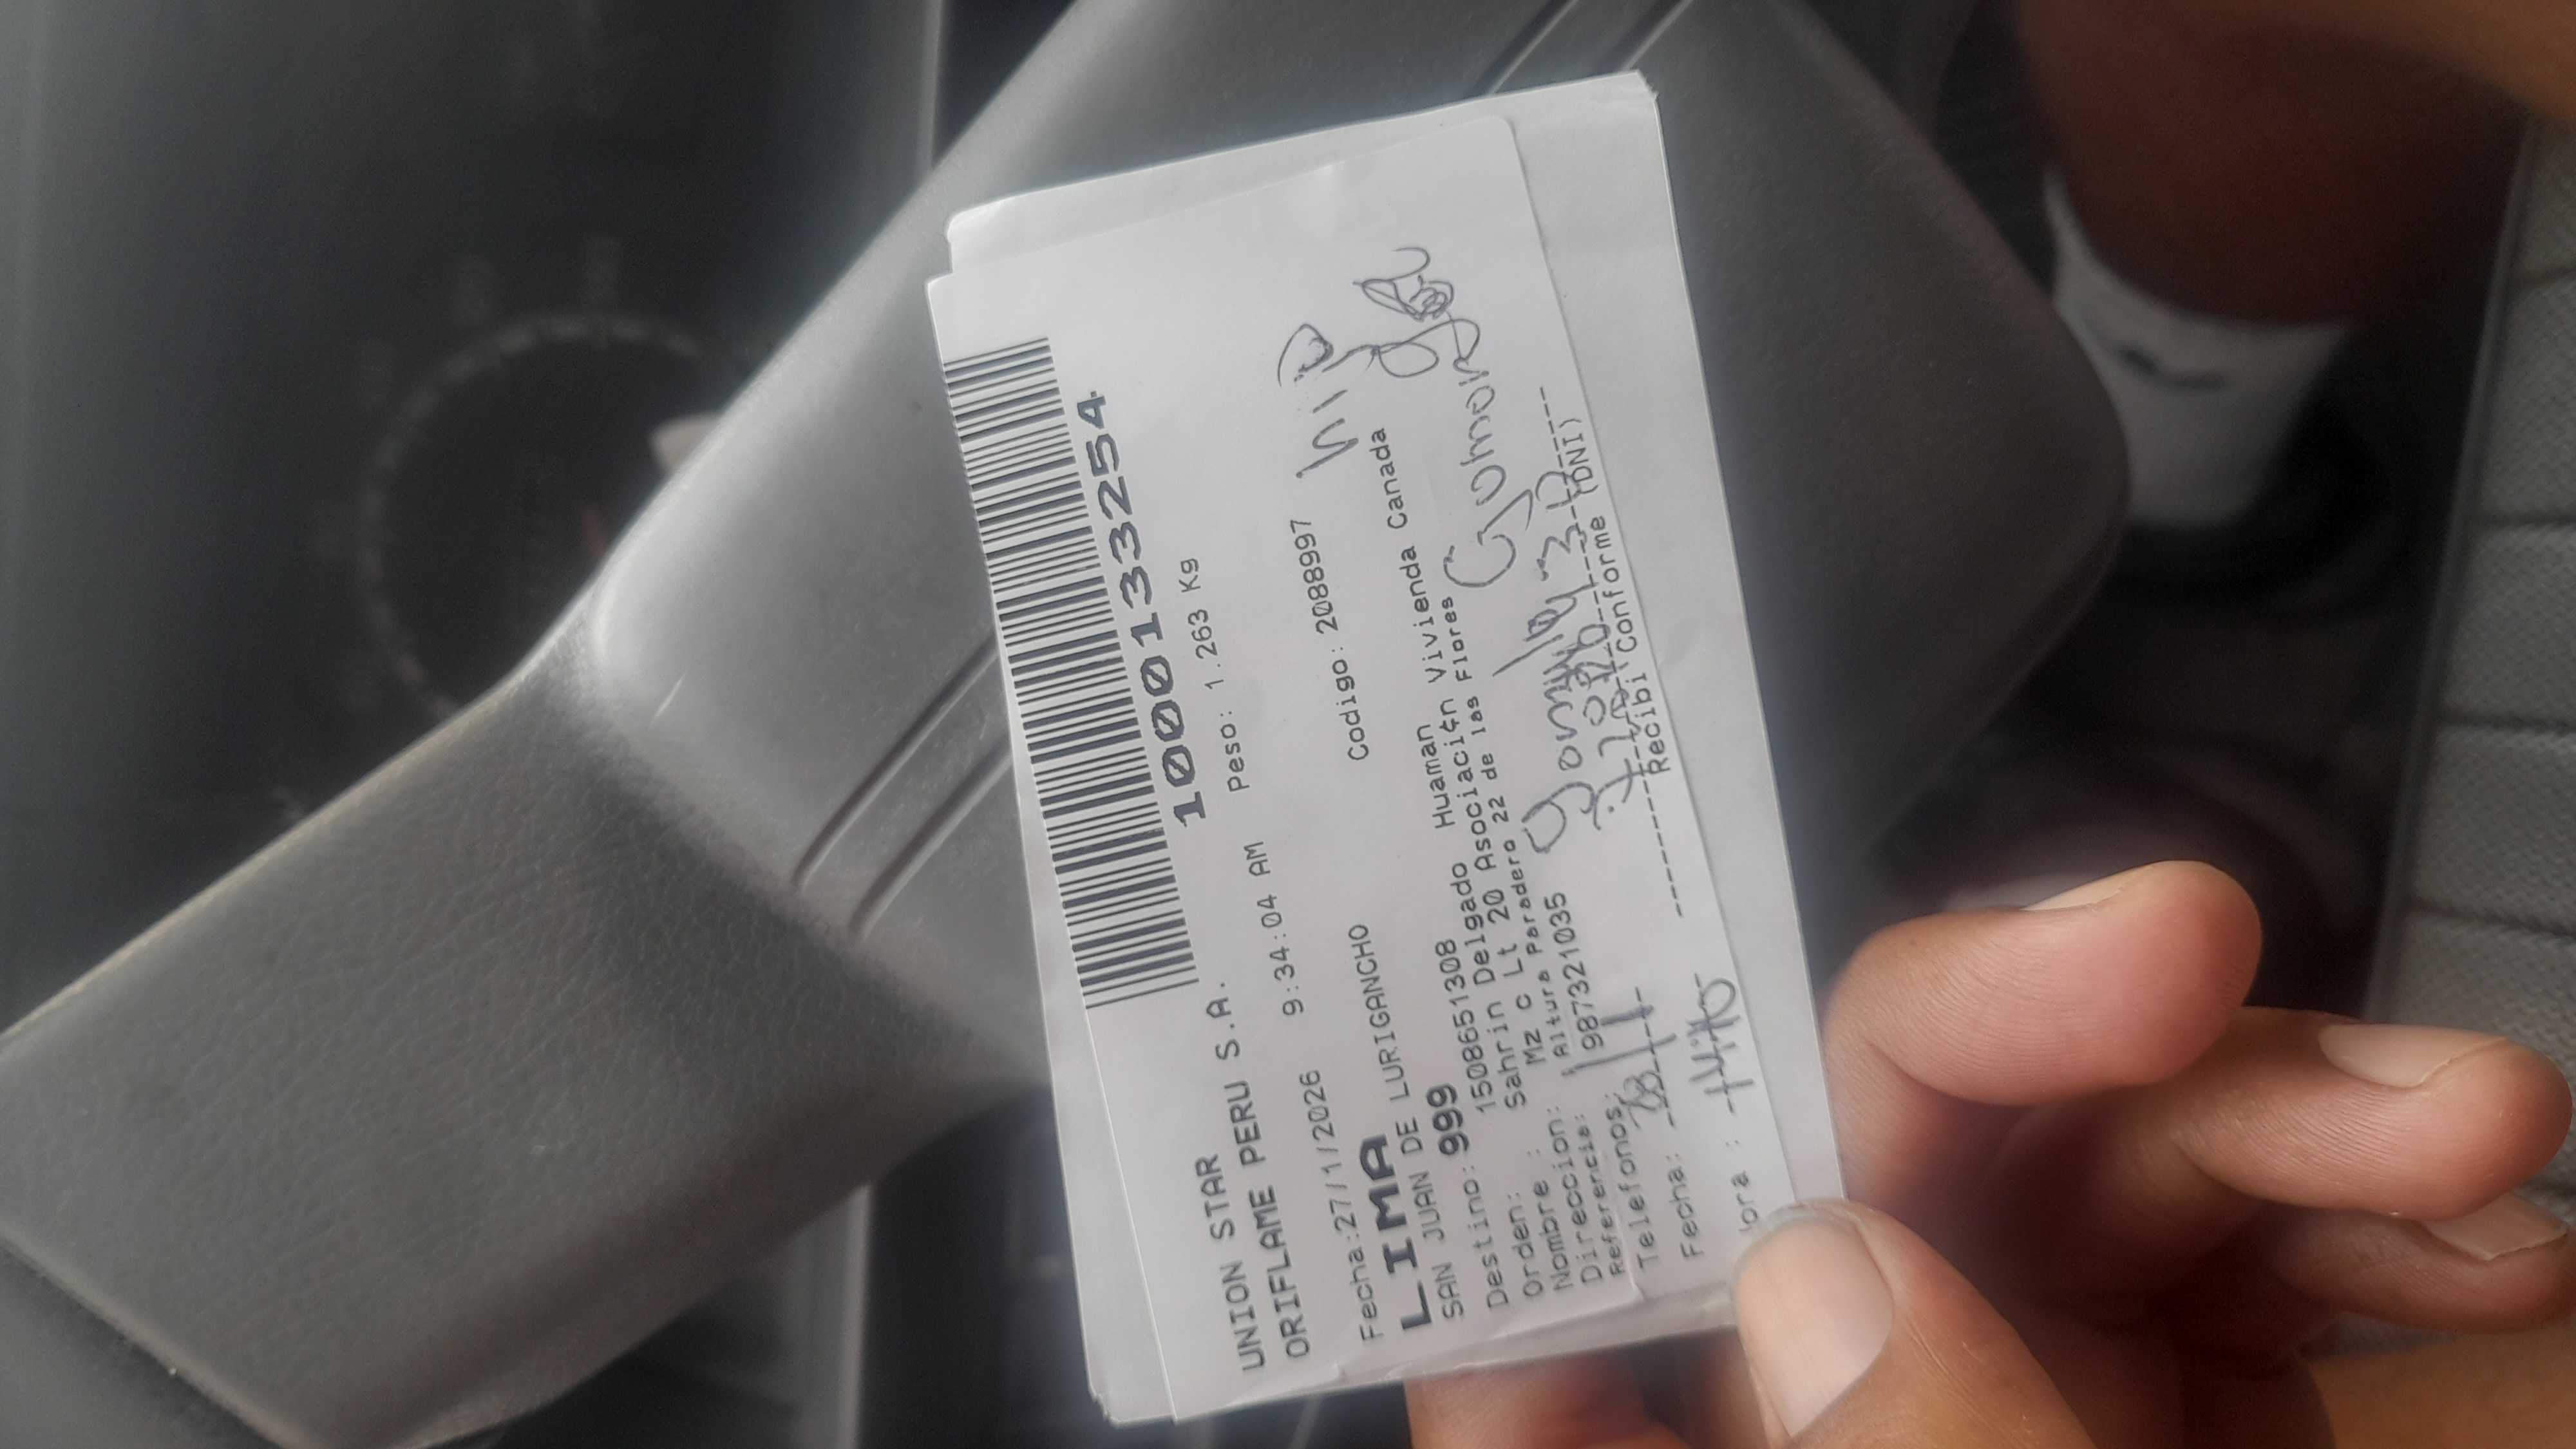 10001333254
UNION STAR
ORIFLAME PERU S.A.
Fecha:27/1/2026 9:34:04 AM Peso: 1.263 Kg
LIMA
SAN JUAN DE LURIGANCHO Codigo: 2088997
Destino: 999
Orden: 1508651308
Nombre : Sahrin Delgado Huaman
Direccion: Mz C Lt 20 Asociaci¢n Vivienda Canada
Referencia: Altura Paradero 22 de las Flores
Telefonos: 987321035
Fecha:
Hora :
Recibi Conforme (DNI)